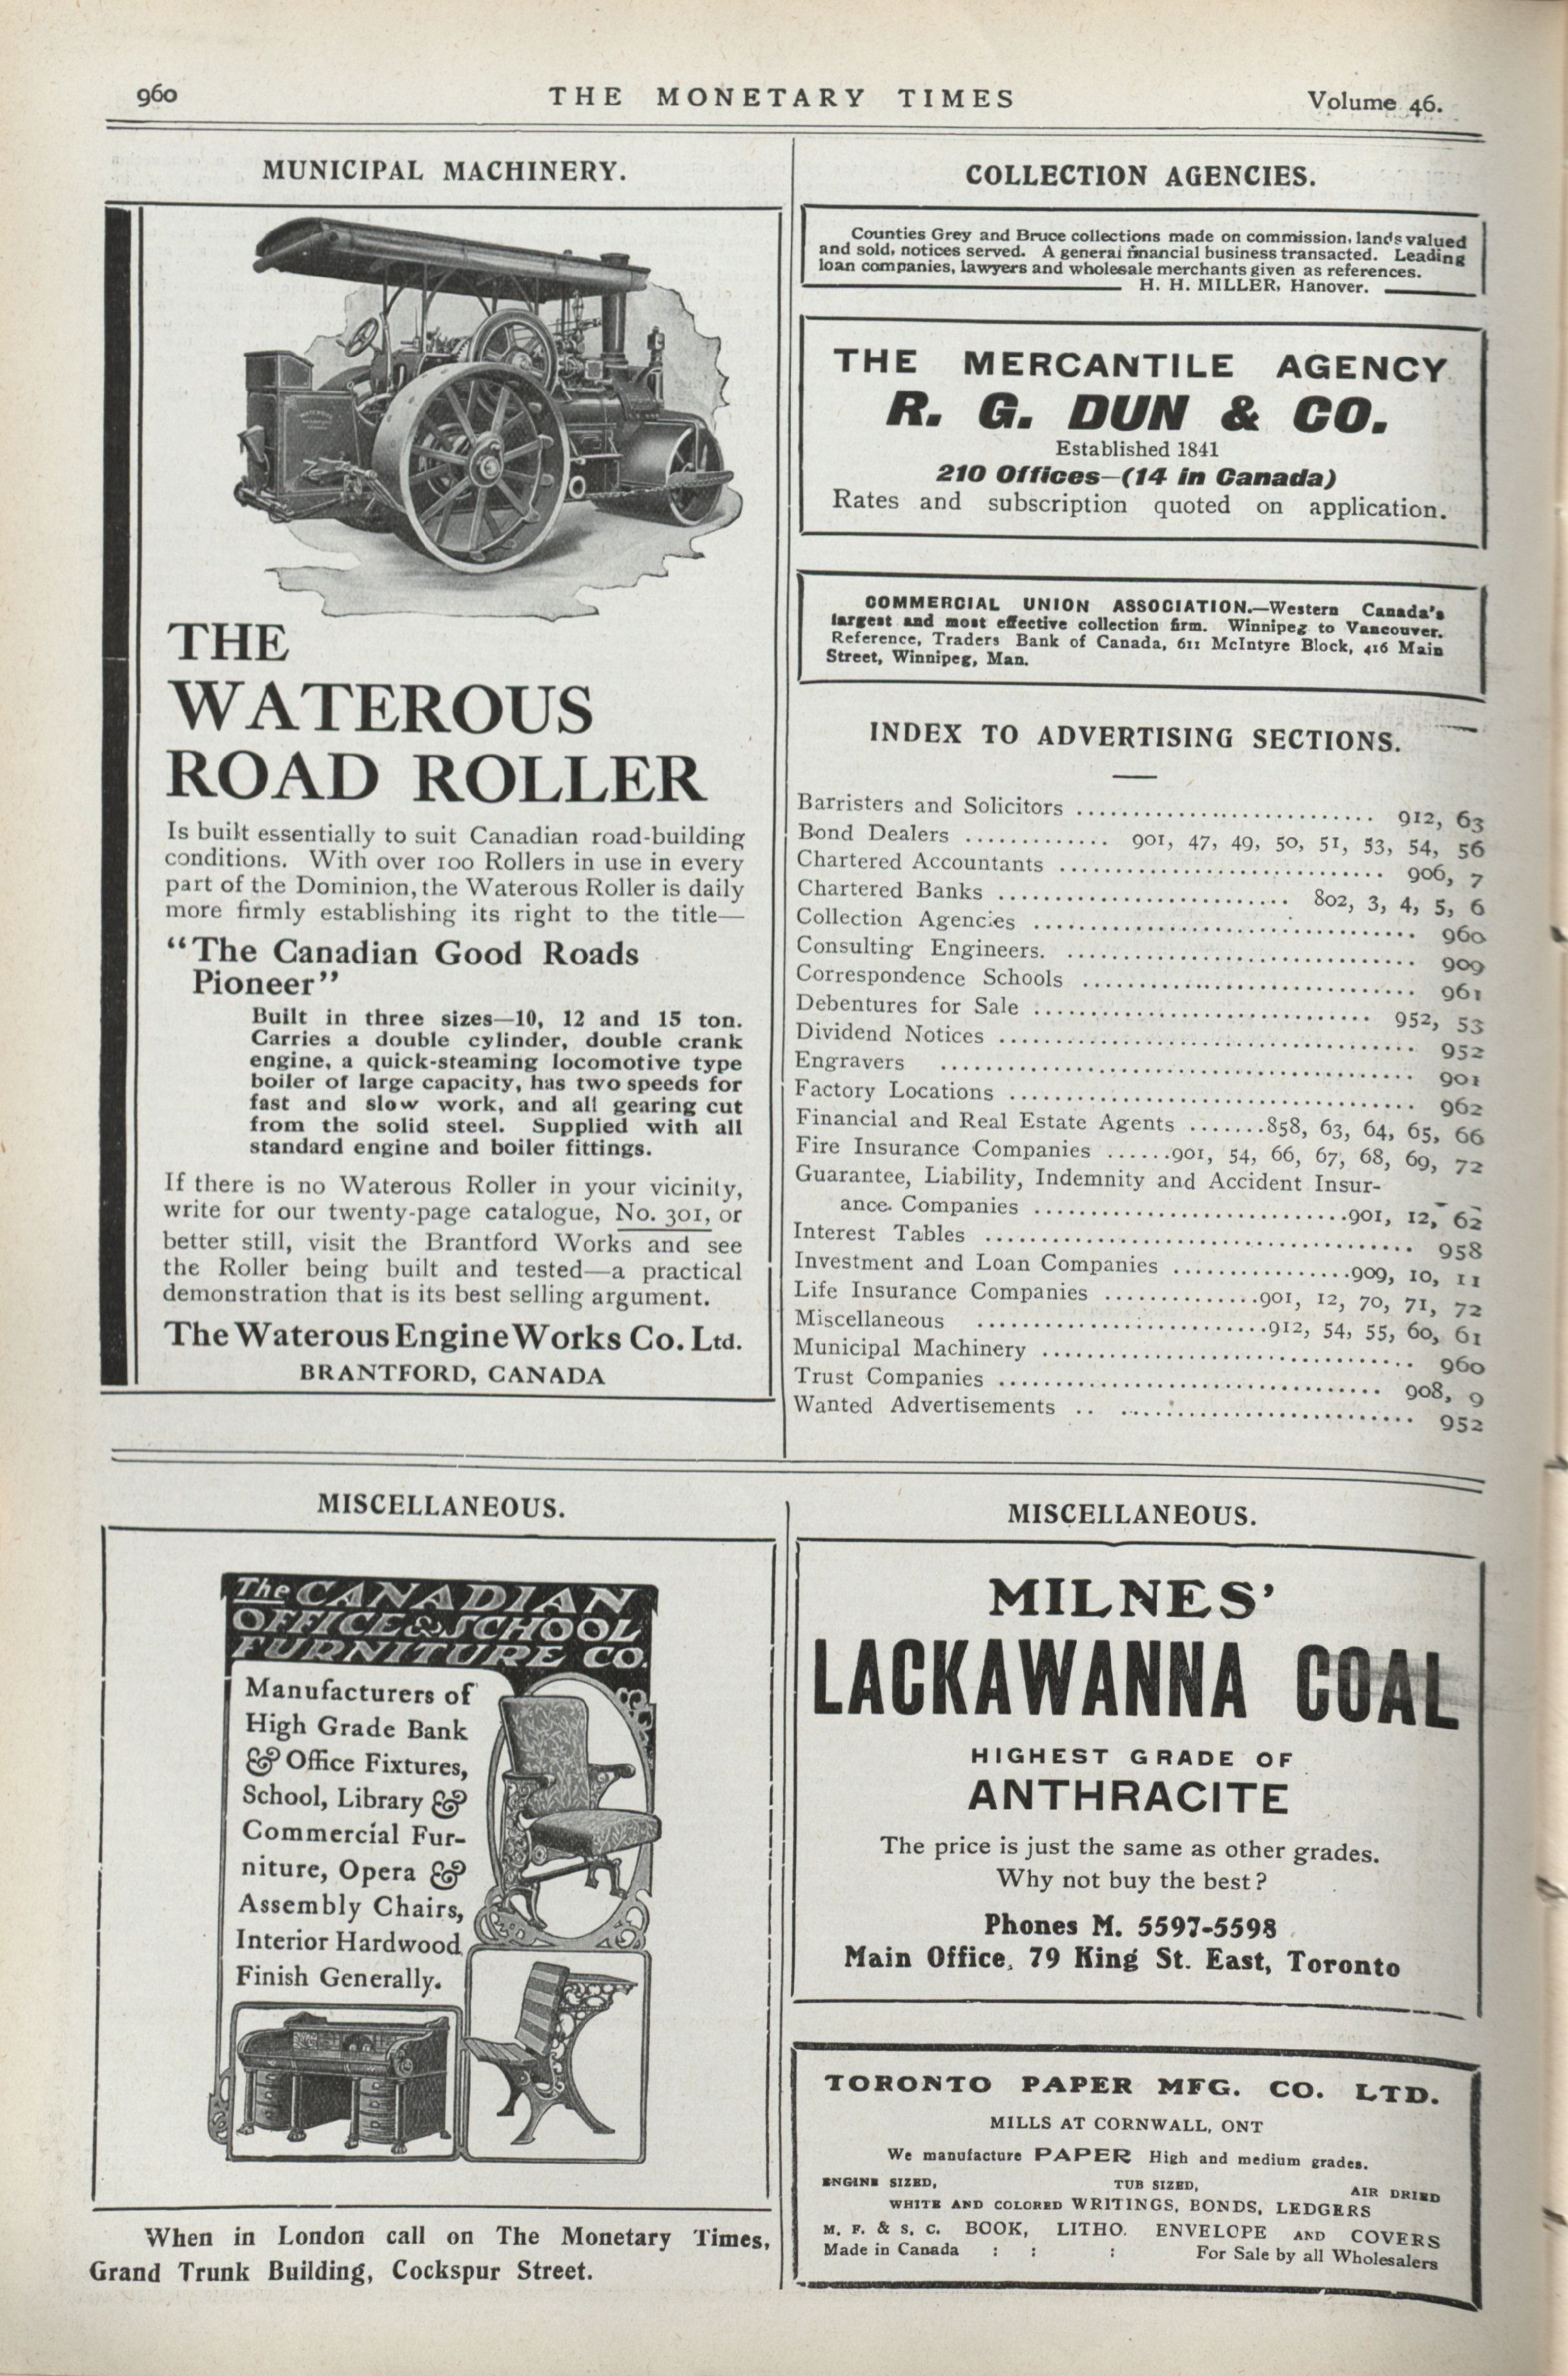 960
THE MONETARY TIMES
Volume 46.
MUNICIPAL MACHINERY.
THE
WATEROUS
ROAD ROLLER
Is built essentially to suit Canadian road-building
conditions. With over 100 Rollers in use in every
part of the Dominion, the Waterous Roller is daily
more firmly establishing its right to the title—
"The Canadian Good Roads
Pioneer"
Built in three sizes—10, 12 and 15 ton.
Carries a double cylinder, double crank
engine, a quick-steaming locomotive type
boiler of large capacity, has two speeds for
fast and slow work, and all gearing cut
from the solid steel. Supplied with all
standard engine and boiler fittings.
If there is no Waterous Roller in your vicinity,
write for our twenty-page catalogue, No. 301, or
better still, visit the Brantford Works and see
the Roller being built and tested—a practical
demonstration that is its best selling argument.
The Waterous Engine Works Co. Ltd.
BRANTFORD, CANADA
COLLECTION AGENCIES.
Counties Grey and Bruce collections made on commission, lands valued
and sold, notices served. A general financial business transacted. Leading
loan companies, lawyers and wholesale merchants given as references.
H. H. MILLER, Hanover.
THE MERCANTILE AGENCY
R. G. DUN & CO.
Established 1841
210 Offices—(14 in Canada)
Rates and subscription quoted on application.
COMMERCIAL UNION ASSOCIATION.—Western Canada's
largest and most effective collection firm. Winnipeg to Vancouver.
Reference, Traders Bank of Canada, 611 McIntyre Block, 416 Main
Street, Winnipeg, Man.
INDEX TO ADVERTISING SECTIONS.
Barristers and Solicitors .............................. 912, 63
Bond Dealers ............. 901, 47, 49, 50, 51, 53, 54, 56
Chartered Accountants ................................. 906, 7
Chartered Banks ............................. 802, 3, 4, 5, 6
Collection Agencies ....................................... 960
Consulting Engineers. .................................... 909
Correspondence Schools .................................. 961
Debentures for Sale .................................. 952, 53
Dividend Notices .......................................... 952
Engravers ................................................ 901
Factory Locations ......................................... 962
Financial and Real Estate Agents .......858, 63, 64, 65, 66
Fire Insurance Companies ......901, 54, 66, 67, 68, 69, 72
Guarantee, Liability, Indemnity and Accident Insur-
ance Companies ...............................901, 12, 62
Interest Tables ........................................... 958
Investment and Loan Companies .................909, 10, 11
Life Insurance Companies ...............901, 12, 70, 71, 72
Miscellaneous .............................912, 54, 55, 60, 61
Municipal Machinery ...................................... 960
Trust Companies ...................................... 908, 9
Wanted Advertisements .. .............................. 952
MISCELLANEOUS.
The CANADIAN
OFFICE & SCHOOL
FURNITURE CO.
Manufacturers of
High Grade Bank
& Office Fixtures,
School, Library &
Commercial Fur-
niture, Opera &
Assembly Chairs,
Interior Hardwood
Finish Generally.
When in London call on The Monetary Times,
Grand Trunk Building, Cockspur Street.
MISCELLANEOUS.
MILNES'
LACKAWANNA COAL
HIGHEST GRADE OF
ANTHRACITE
The price is just the same as other grades.
Why not buy the best?
Phones M. 5597-5598
Main Office, 79 King St. East, Toronto
TORONTO PAPER MFG. CO. LTD.
MILLS AT CORNWALL, ONT
We manufacture PAPER High and medium grades.
ENGINE SIZED, TUB SIZED, AIR DRIED
WHITE AND COLORED WRITINGS, BONDS, LEDGERS
M. F. & S. C. BOOK, LITHO. ENVELOPE AND COVERS
Made in Canada : : : For Sale by all Wholesalers